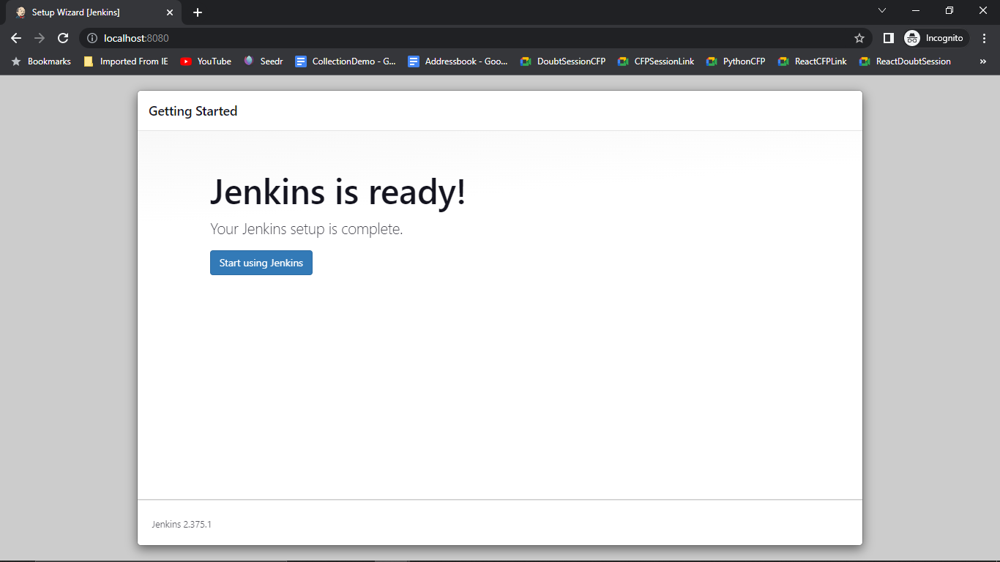 Setup Wizard [Jenkins]
localhost:8080
Incognito
Bookmarks
Imported From IE
YouTube
Seedr
CollectionDemo - G...
Addressbook - Goo...
DoubtSessionCFP
CFPSessionLink
PythonCFP
ReactCFPLink
ReactDoubtSession
»
Getting Started
Jenkins is ready!
Your Jenkins setup is complete.
Start using Jenkins
Jenkins 2.375.1